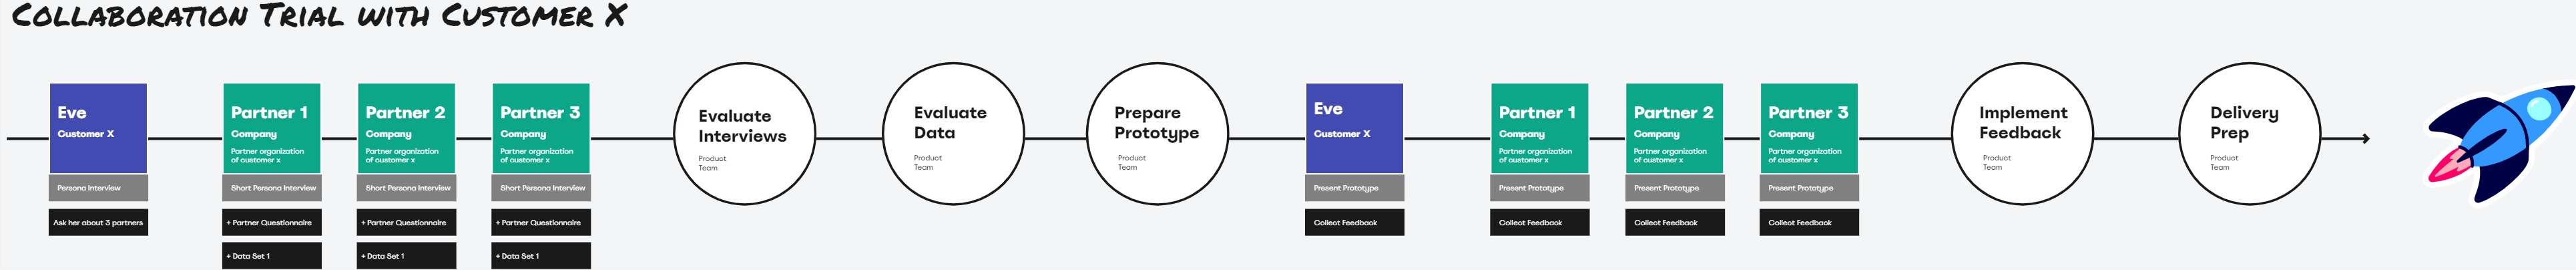 Collaboration Trial with Customer X
Eve
Customer X
Persona Interview
Ask her about 3 partners
Partner 1
Company
Partner organization
of customer x
Short Persona Interview
+ Partner Questionnaire
+ Data Set 1
Partner 2
Company
Partner organization
of customer x
Short Persona Interview
+ Partner Questionnaire
+ Data Set 1
Partner 3
Company
Partner organization
of customer x
Short Persona Interview
+ Partner Questionnaire
+ Data Set 1
Evaluate
Interviews
Product
Team
Evaluate
Data
Product
Team
Prepare
Prototype
Product
Team
Eve
Customer X
Present Prototype
Collect Feedback
Partner 1
Company
Partner organization
of customer x
Present Prototype
Collect Feedback
Partner 2
Company
Partner organization
of customer x
Present Prototype
Collect Feedback
Partner 3
Company
Partner organization
of customer x
Present Prototype
Collect Feedback
Implement
Feedback
Product
Team
Delivery
Prep
Product
Team